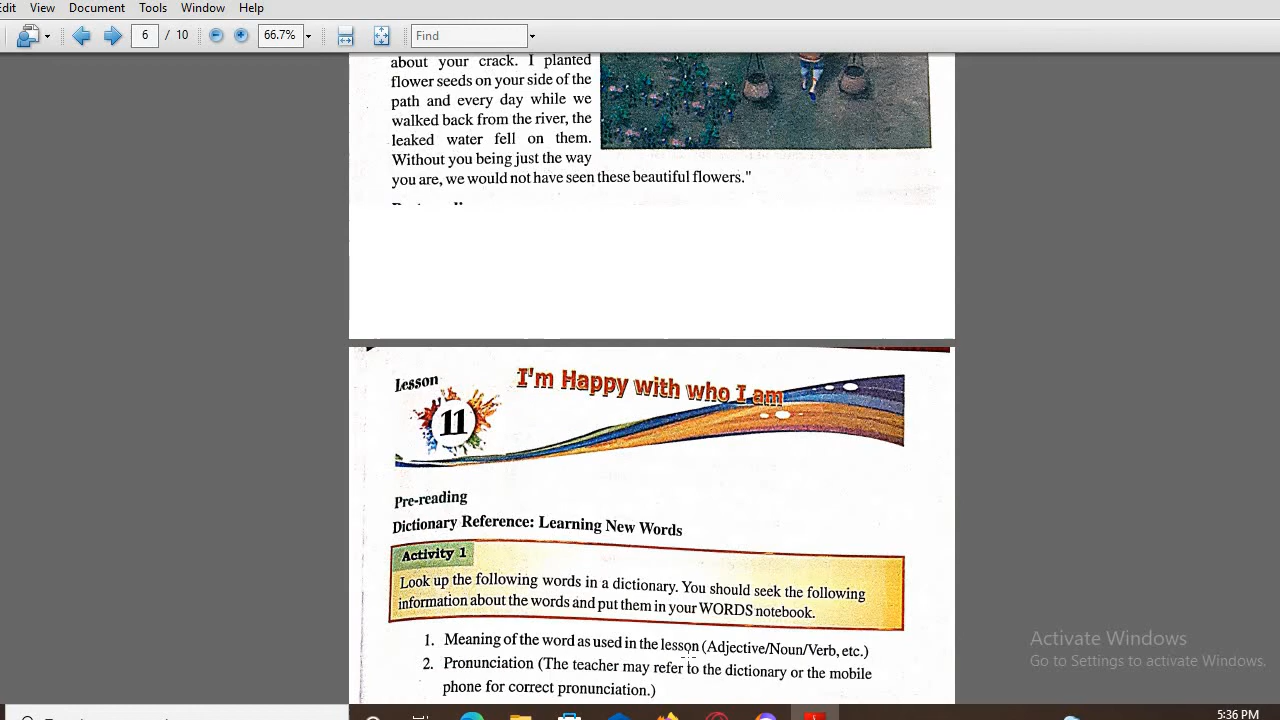 Edit View Document Tools Window Help
6 / 10 66.7% Find
about your crack. I planted
flower seeds on your side of the
path and every day while we
walked back from the river, the
leaked water fell on them.
Without you being just the way
you are, we would not have seen these beautiful flowers."
Lesson
11
I'm Happy with who I am
Pre-reading
Dictionary Reference: Learning New Words
Activity 1
Look up the following words in a dictionary. You should seek the following
information about the words and put them in your WORDS notebook.
1. Meaning of the word as used in the lesson (Adjective/Noun/Verb, etc.)
2. Pronunciation (The teacher may refer to the dictionary or the mobile
phone for correct pronunciation.)
Activate Windows
Go to Settings to activate Windows.
5:36 PM